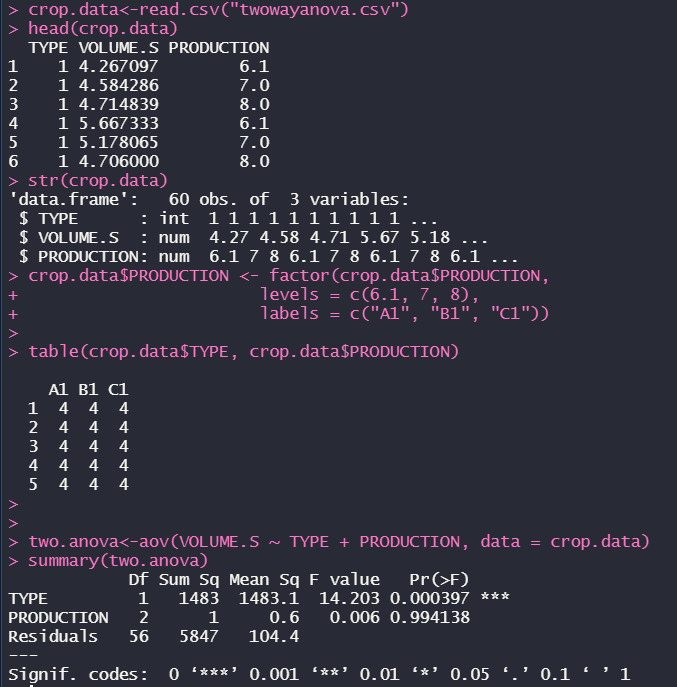 > crop.data<-read.csv("twowayanova.csv")
> head(crop.data)
  TYPE VOLUME.S PRODUCTION
1    1 4.267097        6.1
2    1 4.584286        7.0
3    1 4.714839        8.0
4    1 5.667333        6.1
5    1 5.178065        7.0
6    1 4.706000        8.0
> str(crop.data)
'data.frame':   60 obs. of  3 variables:
 $ TYPE      : int  1 1 1 1 1 1 1 1 1 1 ...
 $ VOLUME.S  : num  4.27 4.58 4.71 5.67 5.18 ...
 $ PRODUCTION: num  6.1 7 8 6.1 7 8 6.1 7 8 6.1 ...
> crop.data$PRODUCTION <- factor(crop.data$PRODUCTION,
+                        levels = c(6.1, 7, 8),
+                        labels = c("A1", "B1", "C1"))
>
> table(crop.data$TYPE, crop.data$PRODUCTION)
    A1 B1 C1
  1  4  4  4
  2  4  4  4
  3  4  4  4
  4  4  4  4
  5  4  4  4
>
>
> two.anova<-aov(VOLUME.S ~ TYPE + PRODUCTION, data = crop.data)
> summary(two.anova)
            Df Sum Sq Mean Sq F value   Pr(>F)
TYPE         1   1483  1483.1  14.203 0.000397 ***
PRODUCTION   2      1     0.6   0.006 0.994138
Residuals   56   5847   104.4
---
Signif. codes:  0 ‘***’ 0.001 ‘**’ 0.01 ‘*’ 0.05 ‘.’ 0.1 ‘ ’ 1